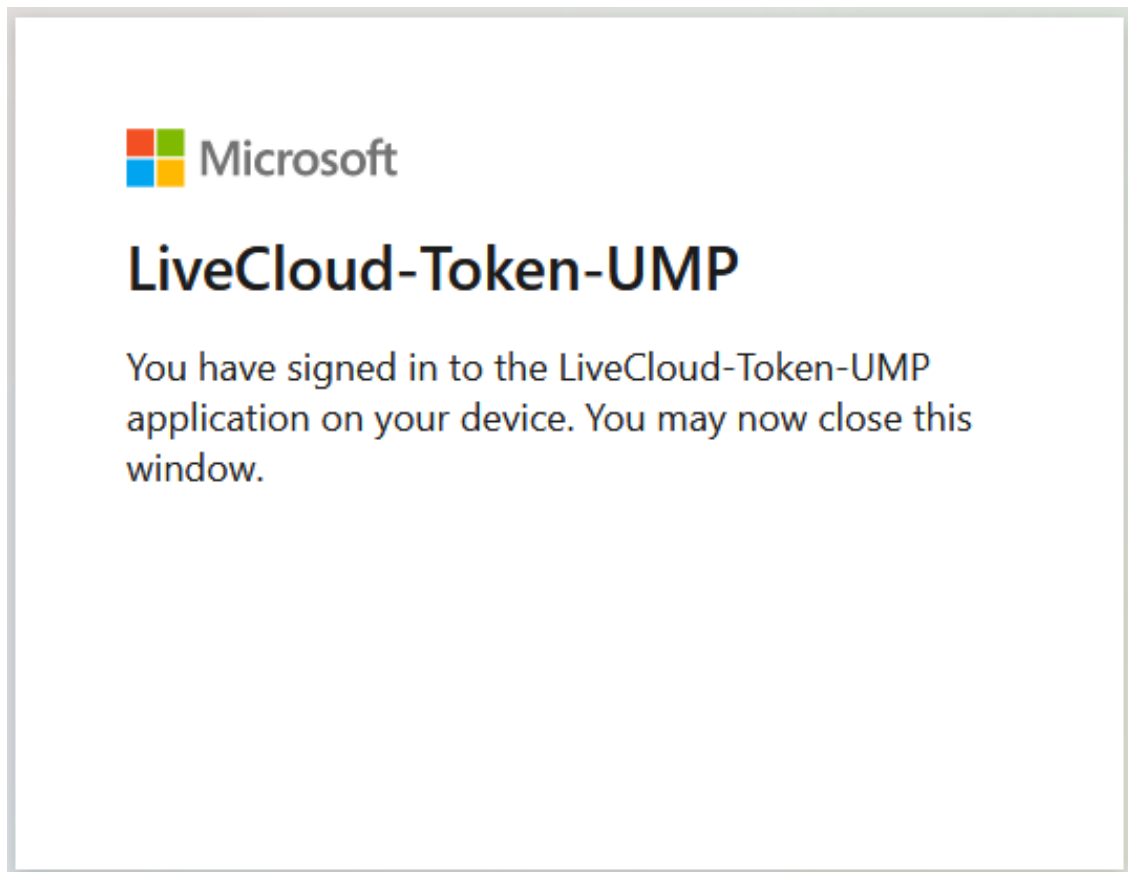 Microsoft
LiveCloud-Token-UMP
You have signed in to the LiveCloud-Token-UMP
application on your device. You may now close this
window.